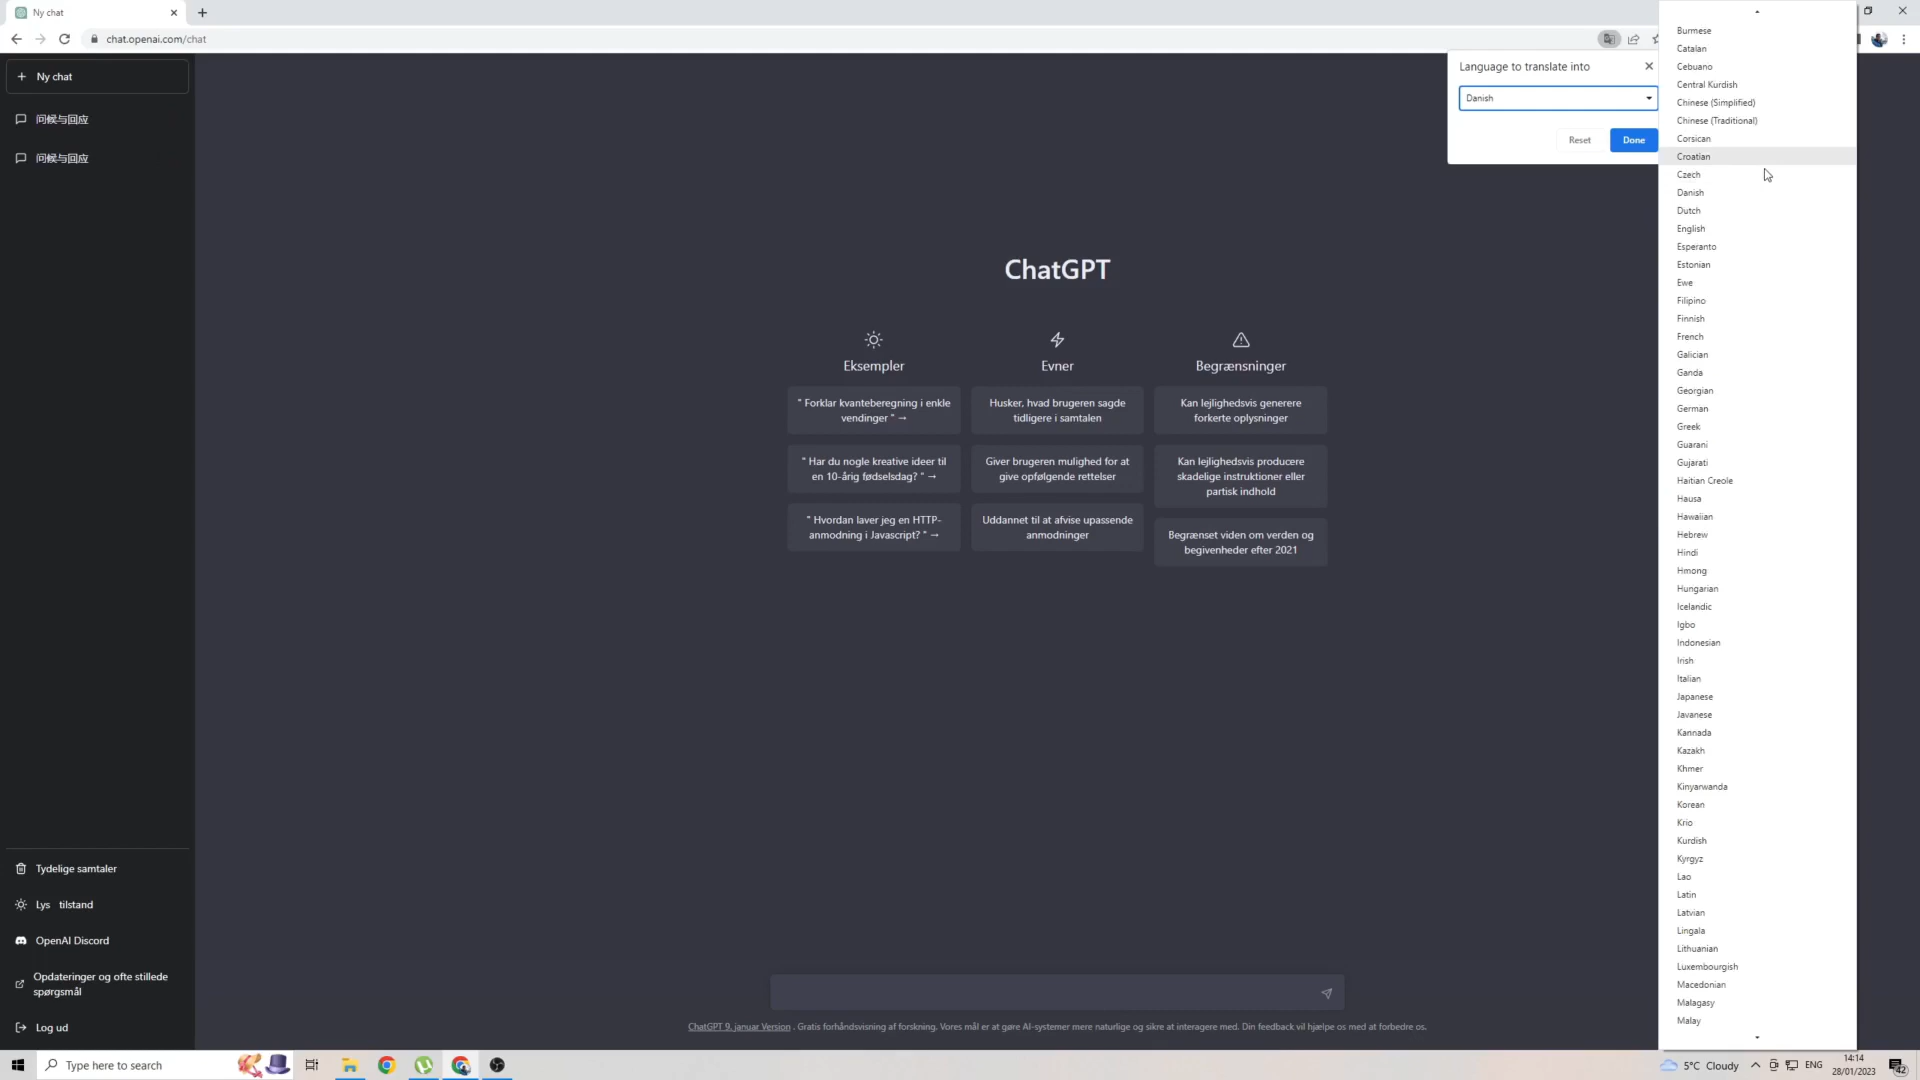 Ny chat
chat.openai.com/chat
Ny chat
问候与回应
问候与回应
Tydelige samtaler
Lys tilstand
OpenAI Discord
Opdateringer og ofte stillede
spørgsmål
Log ud
ChatGPT
Eksempler
" Forklar kvanteberegning i enkle
vendinger " →
" Har du nogle kreative ideer til
en 10-årig fødselsdag? " →
" Hvordan laver jeg en HTTP-
anmodning i Javascript? " →
Evner
Husker, hvad brugeren sagde
tidligere i samtalen
Giver brugeren mulighed for at
give opfølgende rettelser
Uddannet til at afvise upassende
anmodninger
Begrænsninger
Kan lejlighedsvis generere
forkerte oplysninger
Kan lejlighedsvis producere
skadelige instruktioner eller
partisk indhold
Begrænset viden om verden og
begivenheder efter 2021
ChatGPT 9. januar Version . Gratis forhåndsvisning af forskning. Vores mål er at gøre AI-systemer mere naturlige og sikre at interagere med. Din feedback vil hjælpe os med at forbedre os.
Language to translate into
Danish
Reset
Done
Burmese
Catalan
Cebuano
Central Kurdish
Chinese (Simplified)
Chinese (Traditional)
Corsican
Croatian
Czech
Danish
Dutch
English
Esperanto
Estonian
Ewe
Filipino
Finnish
French
Galician
Ganda
Georgian
German
Greek
Guarani
Gujarati
Haitian Creole
Hausa
Hawaiian
Hebrew
Hindi
Hmong
Hungarian
Icelandic
Igbo
Indonesian
Irish
Italian
Japanese
Javanese
Kannada
Kazakh
Khmer
Kinyarwanda
Korean
Krio
Kurdish
Kyrgyz
Lao
Latin
Latvian
Lingala
Lithuanian
Luxembourgish
Macedonian
Malagasy
Malay
Type here to search
5°C Cloudy
ENG
14:14
28/01/2023
42